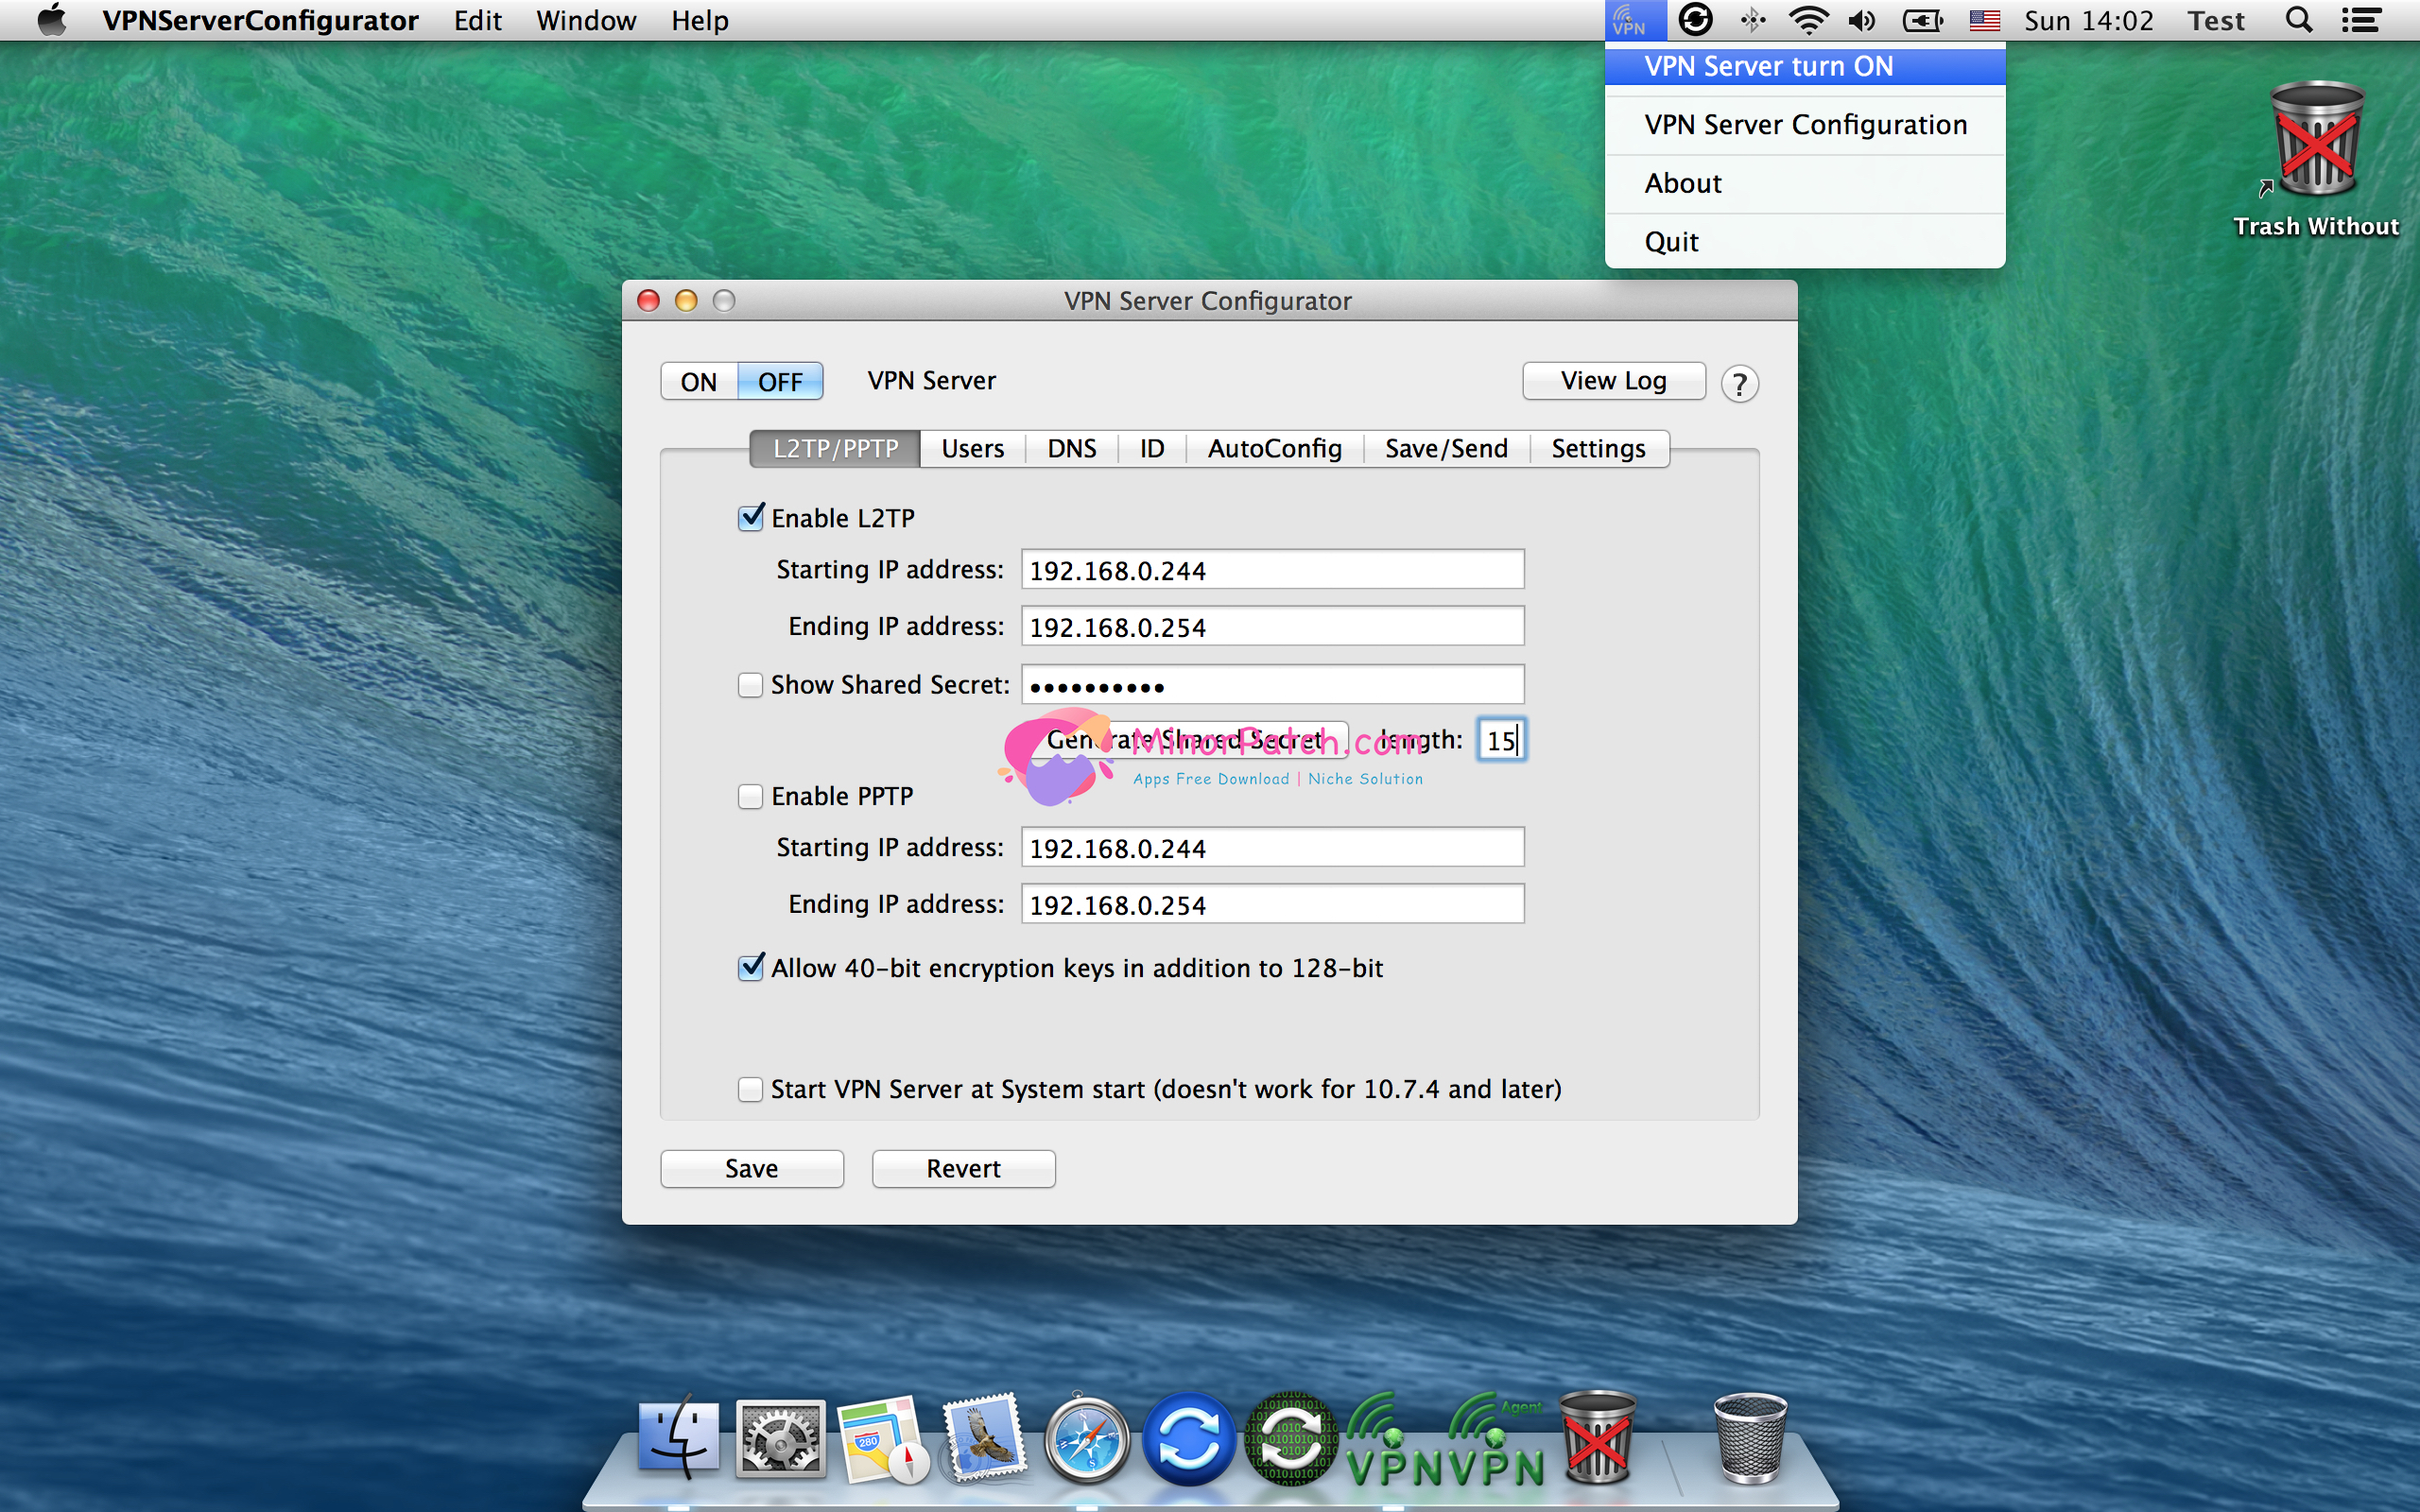 VPNServerConfigurator Edit Window Help VPN Sun 14:02 Test
VPN Server turn ON
VPN Server Configuration
About
Quit
Trash Without
VPN Server Configurator
ON OFF VPN Server View Log ?
L2TP/PPTP Users DNS ID AutoConfig Save/Send Settings
Enable L2TP
Starting IP address: 192.168.0.244
Ending IP address: 192.168.0.254
Show Shared Secret: ••••••••••
Generate Shared Secret length: 15
MinorPatch.com
Apps Free Download | Niche Solution
Enable PPTP
Starting IP address: 192.168.0.244
Ending IP address: 192.168.0.254
Allow 40-bit encryption keys in addition to 128-bit
Start VPN Server at System start (doesn't work for 10.7.4 and later)
Save Revert
280
Agent
VPN VPN